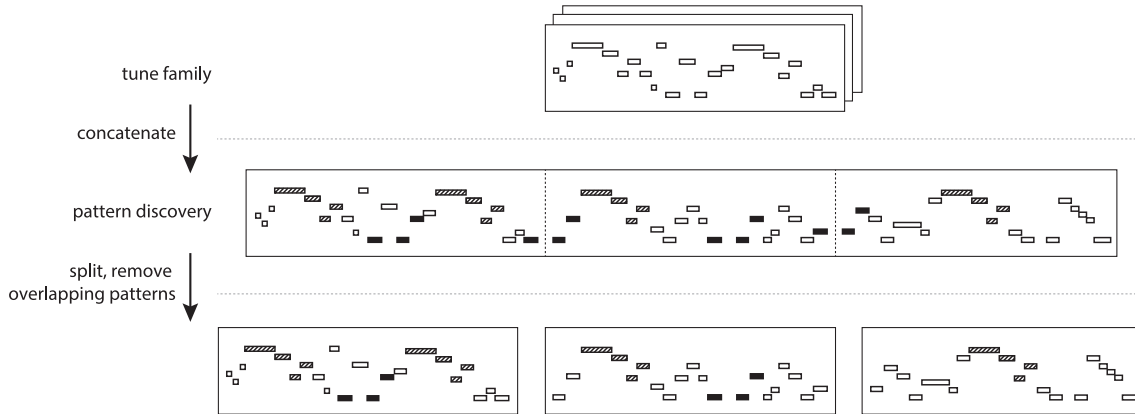 tune family
concatenate
pattern discovery
split, remove
overlapping patterns